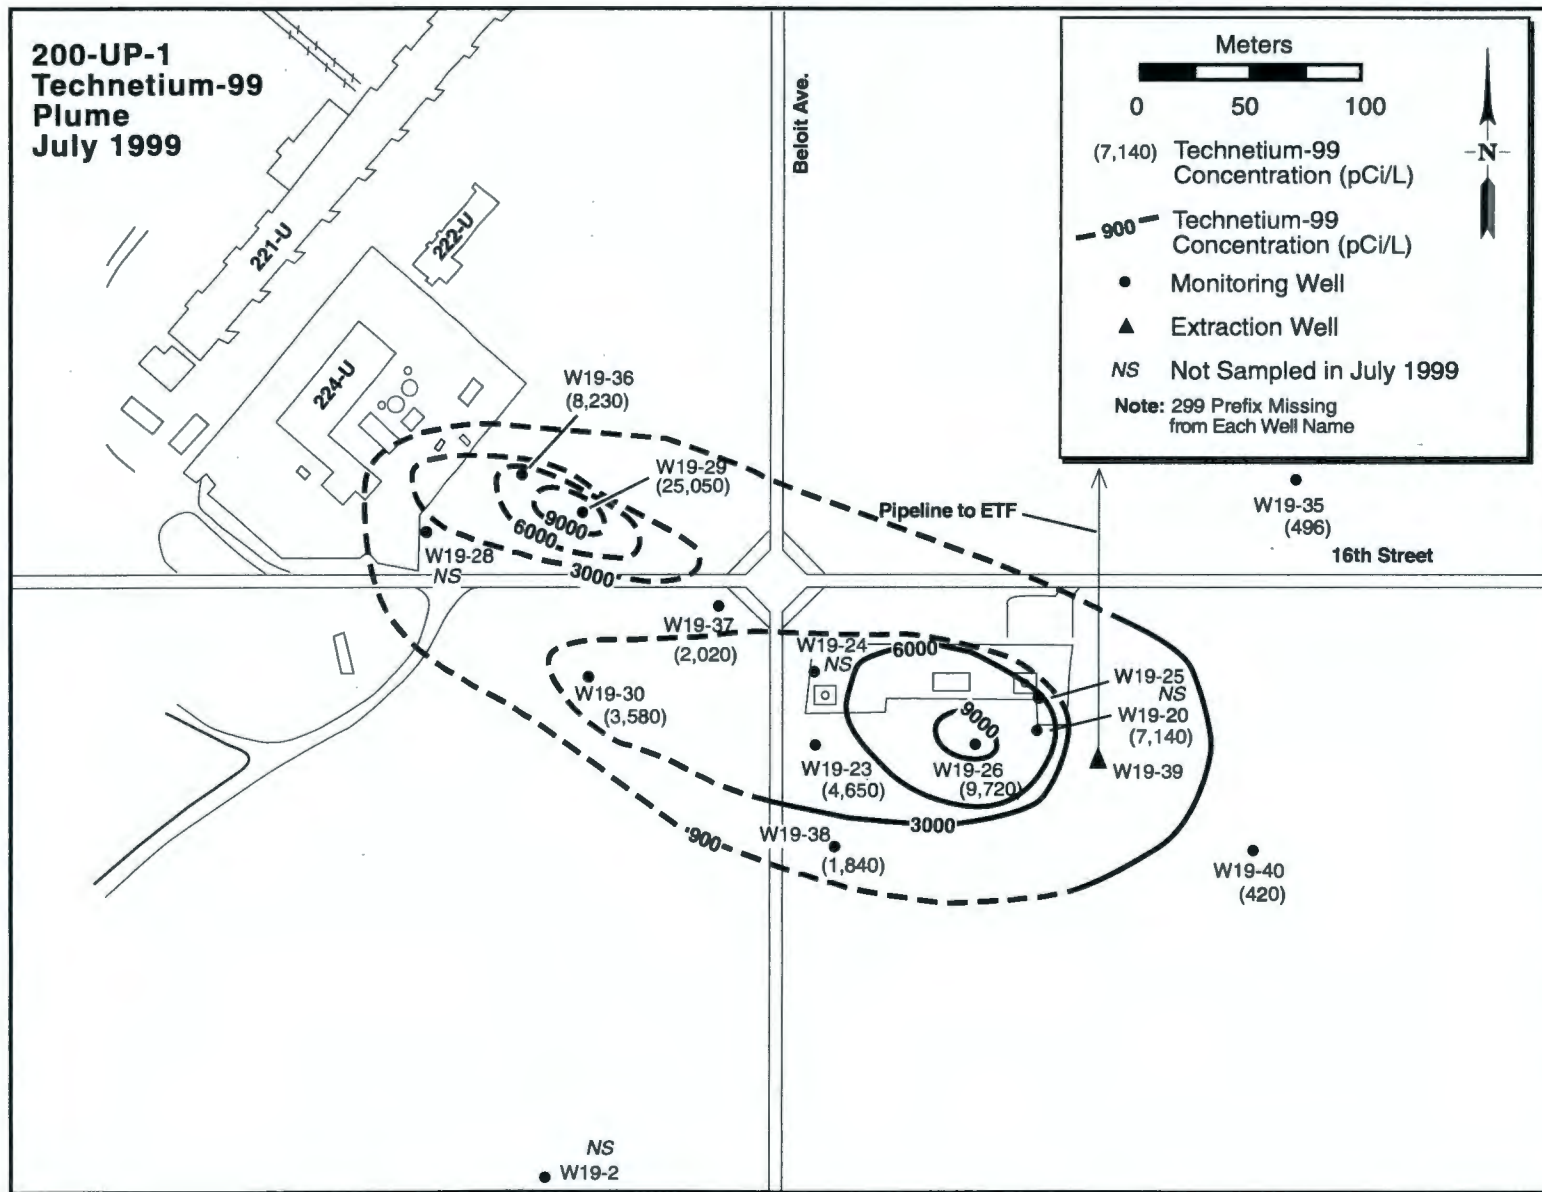 200-UP-1
Technetium-99
Plume
July 1999
Beloit Ave.
Meters
0 50 100
(7,140) Technetium-99
Concentration (pCi/L)
900 Technetium-99
Concentration (pCi/L)
Monitoring Well
Extraction Well
NS Not Sampled in July 1999
Note: 299 Prefix Missing
from Each Well Name
N
221-U
222-U
224-U
W19-36
(8,230)
W19-29
(25,050)
9000
6000
3000
W19-28
NS
Pipeline to ETF
W19-35
(496)
16th Street
W19-37
(2,020)
W19-24
NS
6000
W19-25
NS
W19-30
(3,580)
9000
W19-20
(7,140)
W19-23
(4,650)
W19-26
(9,720)
W19-39
3000
900
W19-38
(1,840)
W19-40
(420)
NS
W19-2